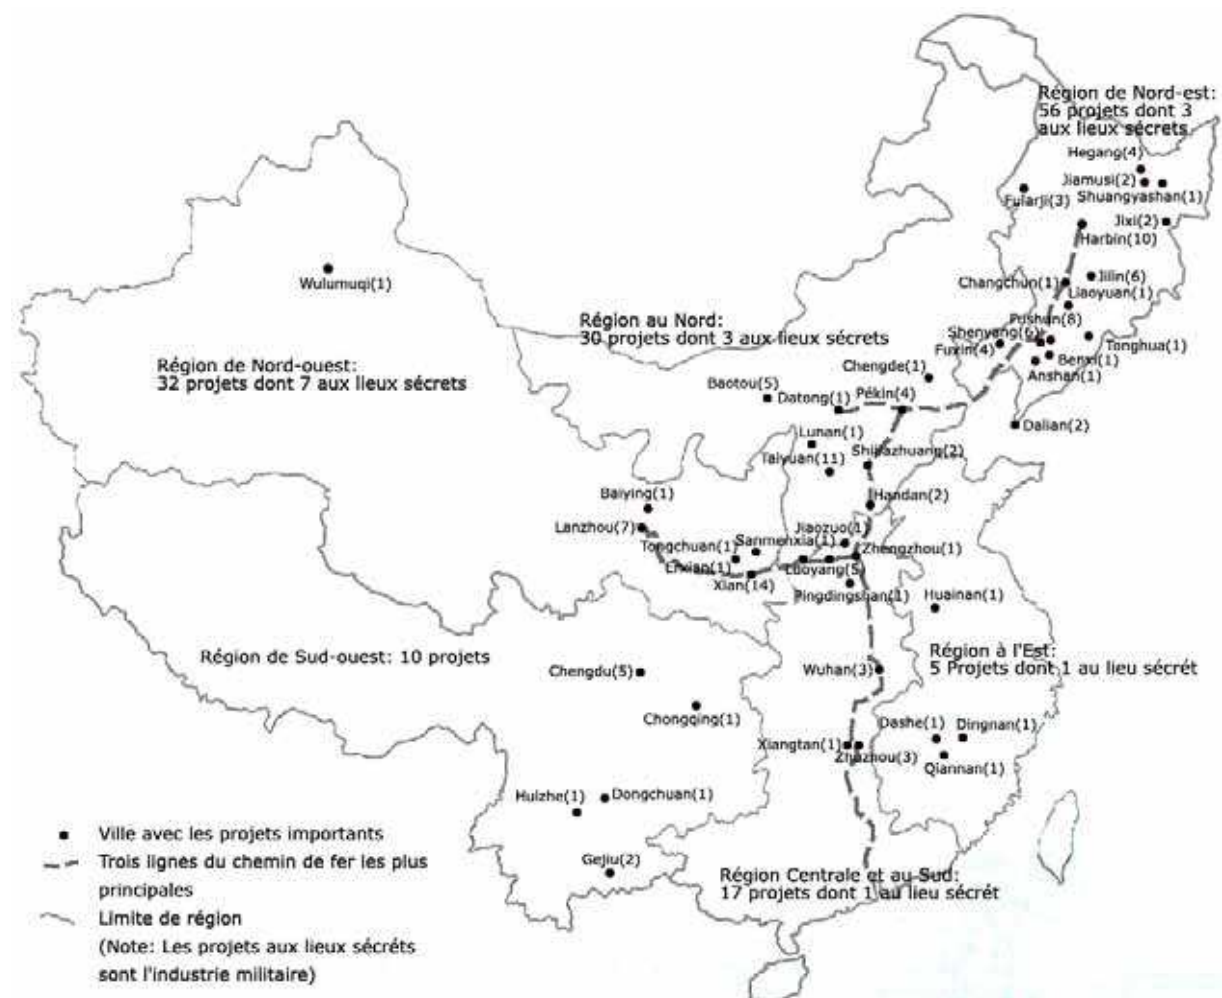 Région de Nord-est:
56 projets dont 3
aux lieux sécrets
Hegang(4)
Jiamusi(2)
Shuangyashan(1)
Fularji(3)
Jixi(2)
Harbin(10)
Wulumuqi(1)
Changchun(1)
Jilin(6)
Liaoyuan(1)
Région au Nord:
30 projets dont 3 aux lieux sécrets
Fushun(8)
Shenyang(6)
Fuxin(4)
Tonghua(1)
Benxi(1)
Anshan(1)
Région de Nord-ouest:
32 projets dont 7 aux lieux sécrets
Chengde(1)
Baotou(5)
Datong(1)
Pékin(4)
Dalian(2)
Lunan(1)
Shijiazhuang(2)
Taiyuan(11)
Baiying(1)
Handan(2)
Lanzhou(7)
Jiaozuo(1)
Sanmenxia(1)
Tongchuan(1)
Zhengzhou(1)
Luoyang(5)
Xian(14)
Pingdingshan(1)
Huainan(1)
Région de Sud-ouest: 10 projets
Région à l'Est:
5 Projets dont 1 au lieu sécrét
Chengdu(5)
Wuhan(3)
Chongqing(1)
Dashe(1)
Dingnan(1)
Xiangtan(1)
Zhuzhou(3)
Qiannan(1)
Huizhe(1)
Dongchuan(1)
Gejiu(2)
Région Centrale et au Sud:
17 projets dont 1 au lieu sécrét
Ville avec les projets importants
Trois lignes du chemin de fer les plus
principales
Limite de région
(Note: Les projets aux lieux sécréts
sont l'industrie militaire)